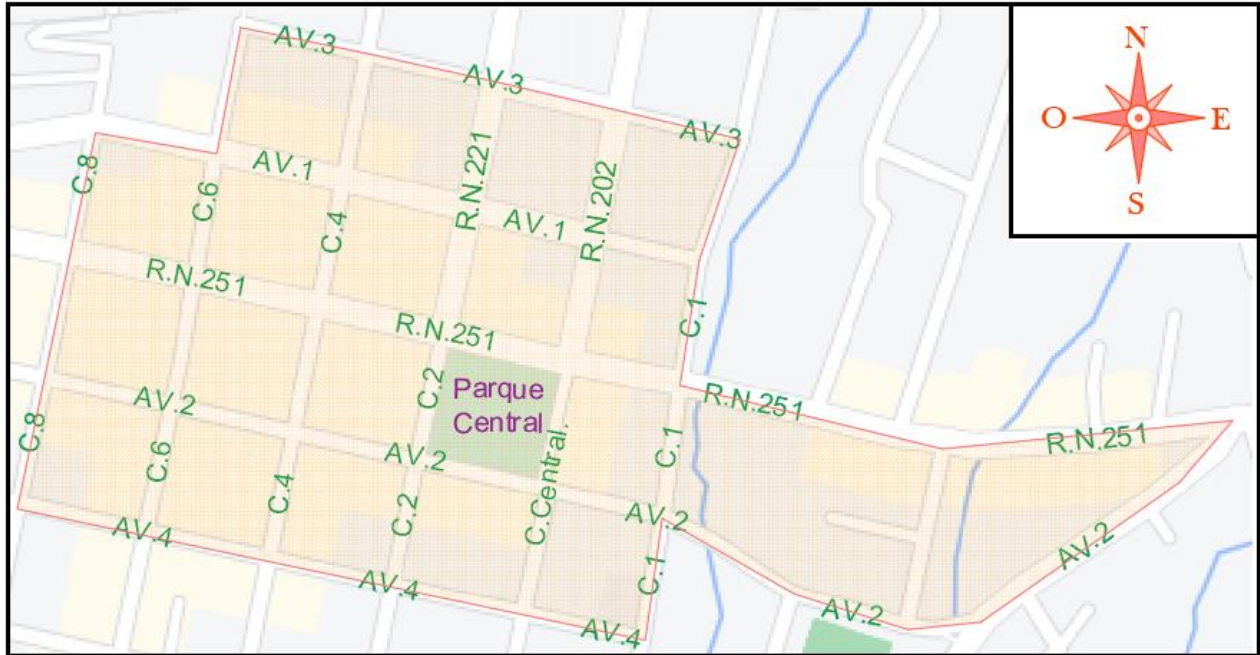 AV.3
AV.3
AV.3
N
O
E
S
C.8
AV.1
C.6
C.4
R.N.221
R.N.202
AV.1
R.N.251
R.N.251
C.1
C.2
Parque
Central
R.N.251
R.N.251
C.8
AV.2
C.6
C.4
AV.2
C.2
C.Central.
C.1
AV.2
AV.4
AV.4
C.1
AV.4
AV.2
AV.2